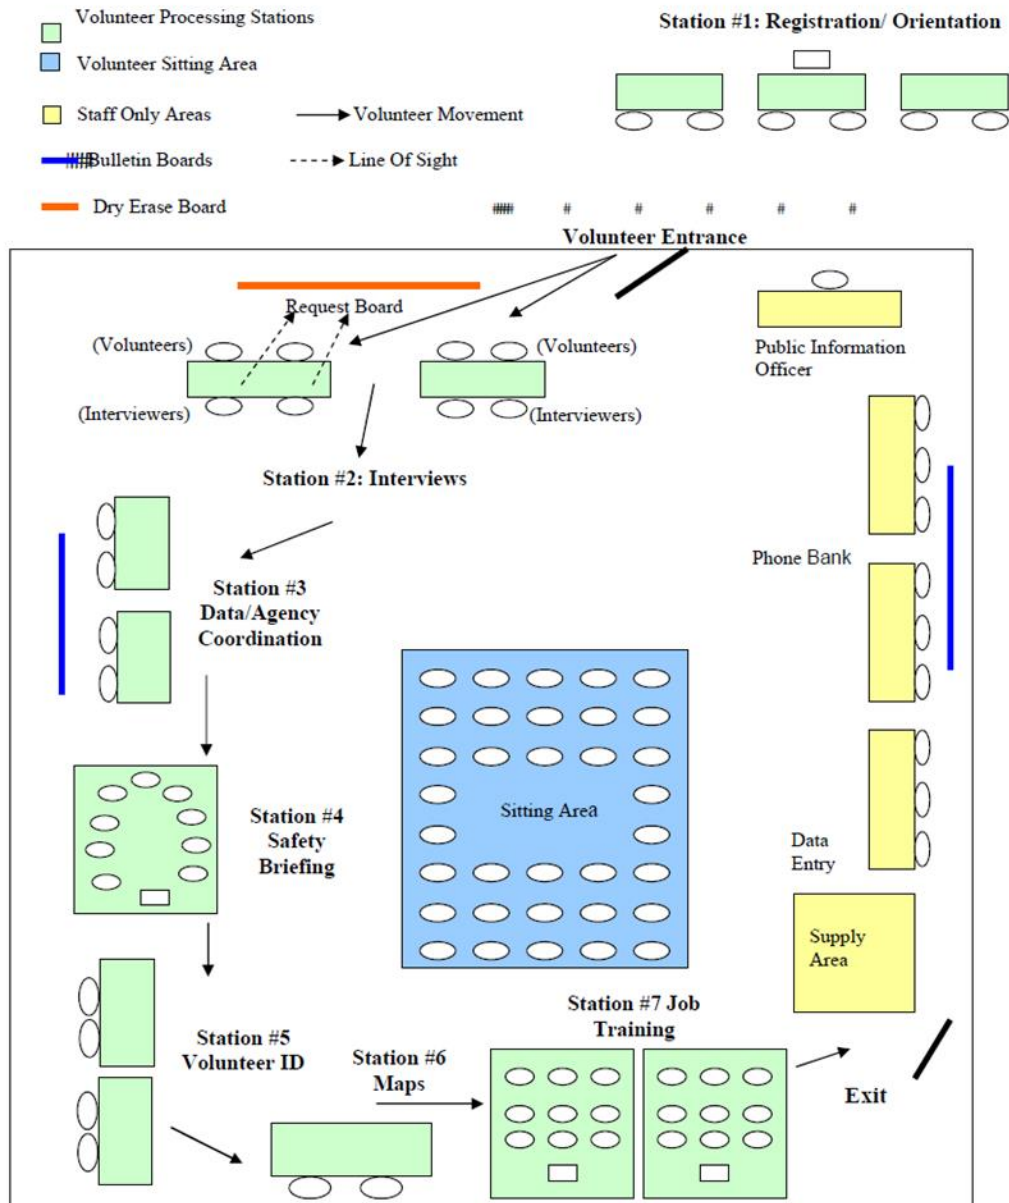 Volunteer Processing Stations
Station #1: Registration/ Orientation
Volunteer Sitting Area
Staff Only Areas
Volunteer Movement
Bulletin Boards
Line Of Sight
Dry Erase Board
#####
#
#
#
#
#
Volunteer Entrance
Request Board
(Volunteers)
(Volunteers)
Public Information
Officer
(Interviewers)
(Interviewers)
Station #2: Interviews
Phone Bank
Station #3
Data/Agency
Coordination
Sitting Area
Station #4
Safety
Briefing
Data
Entry
Supply
Area
Station #7 Job
Training
Station #5
Volunteer ID
Station #6
Maps
Exit